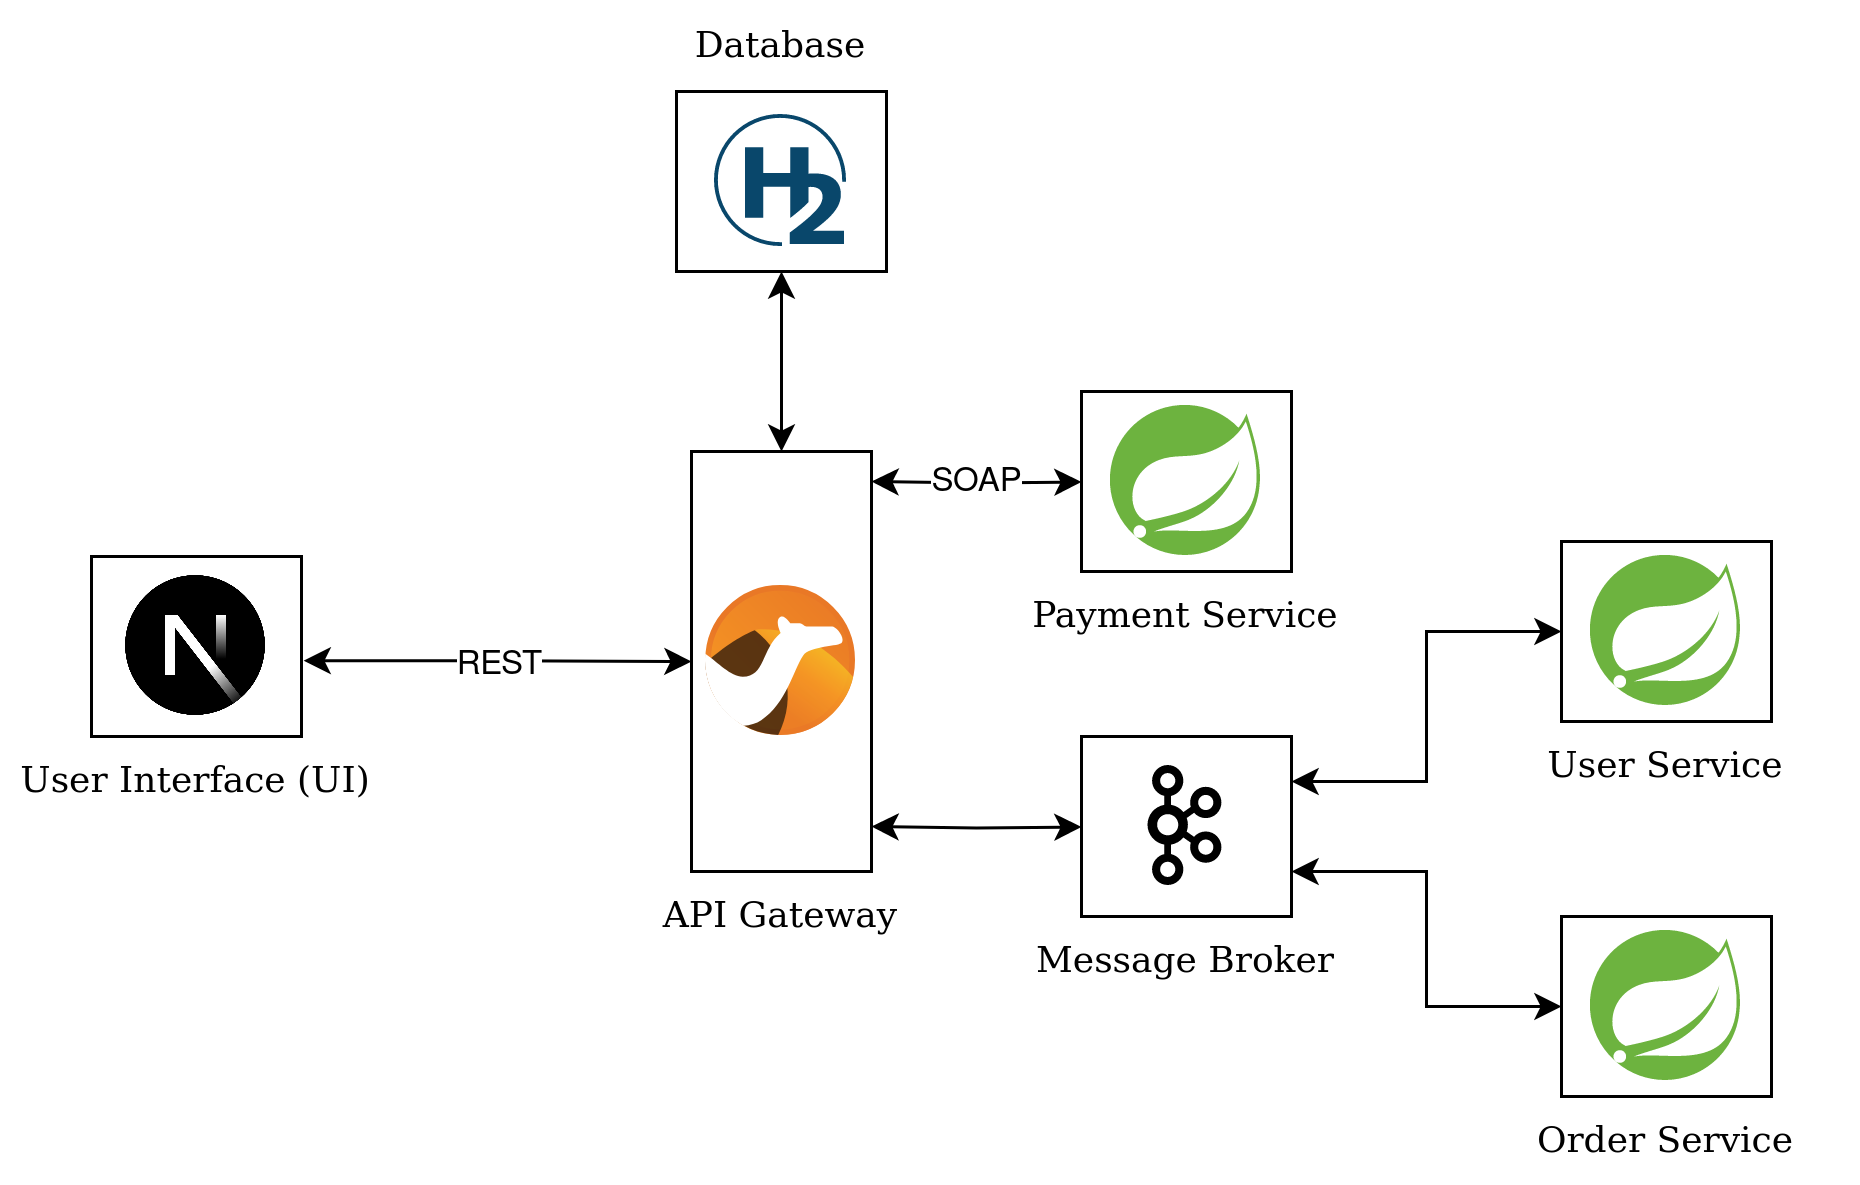 Database
H2
SOAP
Payment Service
N
REST
User Interface (UI)
User Service
API Gateway
Message Broker
Order Service